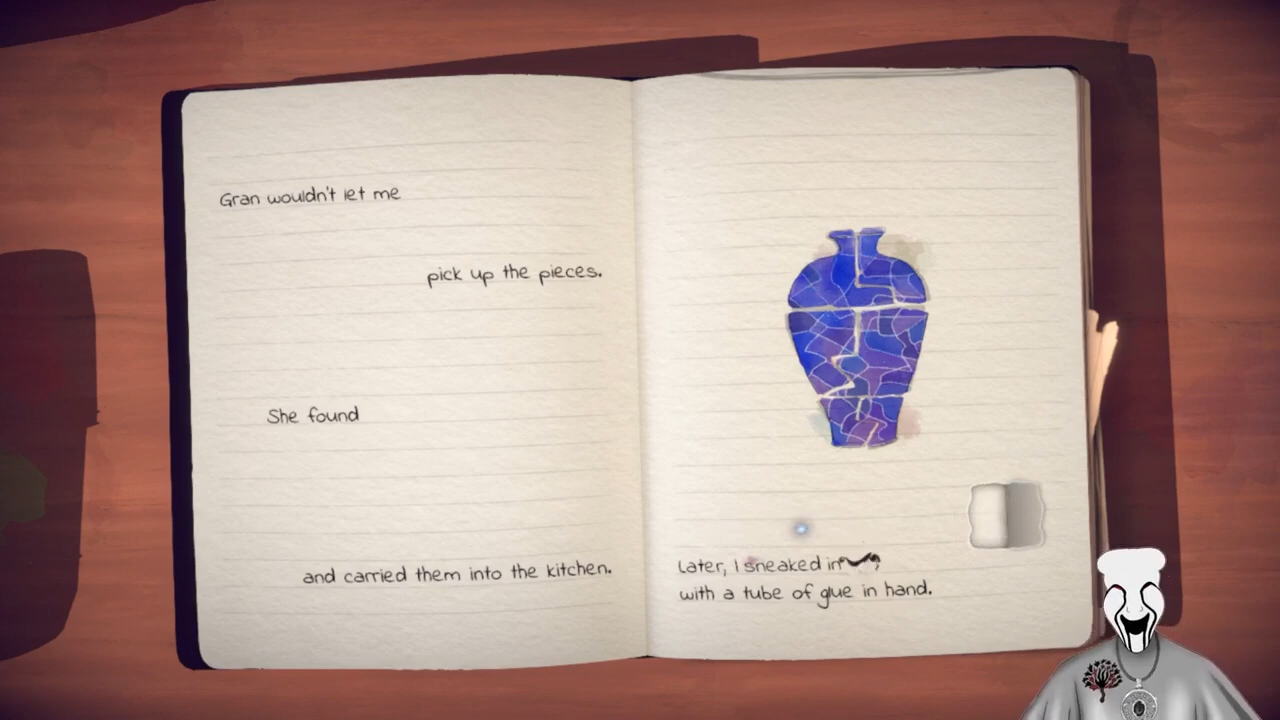 Gran wouldn't let me
pick up the pieces.
She found
and carried them into the kitchen.
Later, I sneaked in
with a tube of glue in hand.